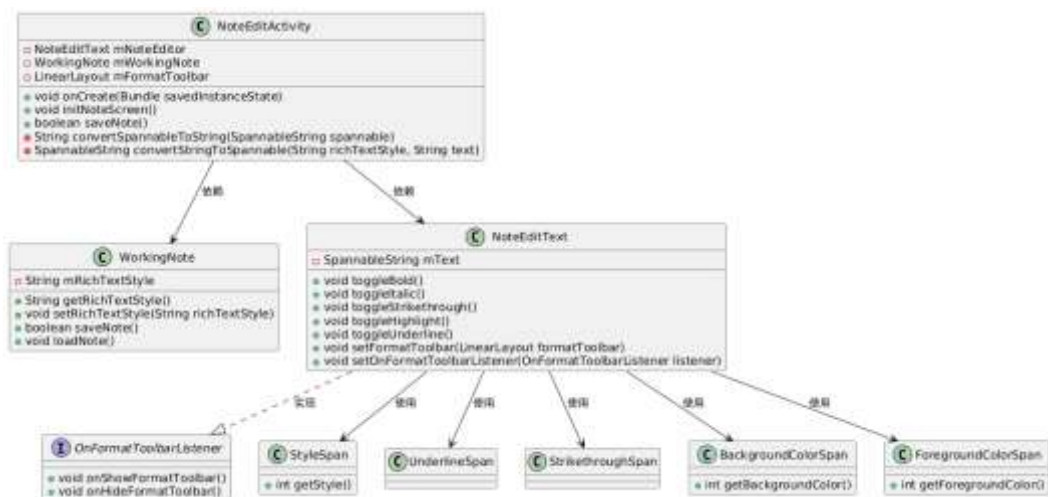 C NoteEditActivity
NoteEditText mNoteEditor
WorkingNote mWorkingNote
LinearLayout mFormatToolbar
void onCreate(Bundle savedInstanceState)
void initNoteScreen()
boolean saveNote()
String convertSpannableToString(SpannableString spannable)
SpannableString convertStringToSpannable(String richTextStyle, String text)
依赖
依赖
C WorkingNote
String mRichTextStyle
String getRichTextStyle()
void setRichTextStyle(String richTextStyle)
boolean saveNote()
void loadNote()
C NoteEditText
SpannableString mText
void toggleBold()
void toggleItalic()
void toggleStrikethrough()
void toggleHighlight()
void toggleUnderline()
void setFormatToolbar(LinearLayout formatToolbar)
void setOnFormatToolbarListener(OnFormatToolbarListener listener)
实现
使用
使用
使用
使用
使用
I OnFormatToolbarListener
void onShowFormatToolbar()
void onHideFormatToolbar()
C StyleSpan
int getStyle()
C UnderlineSpan
C StrikethroughSpan
C BackgroundColorSpan
int getBackgroundColor()
C ForegroundColorSpan
int getForegroundColor()